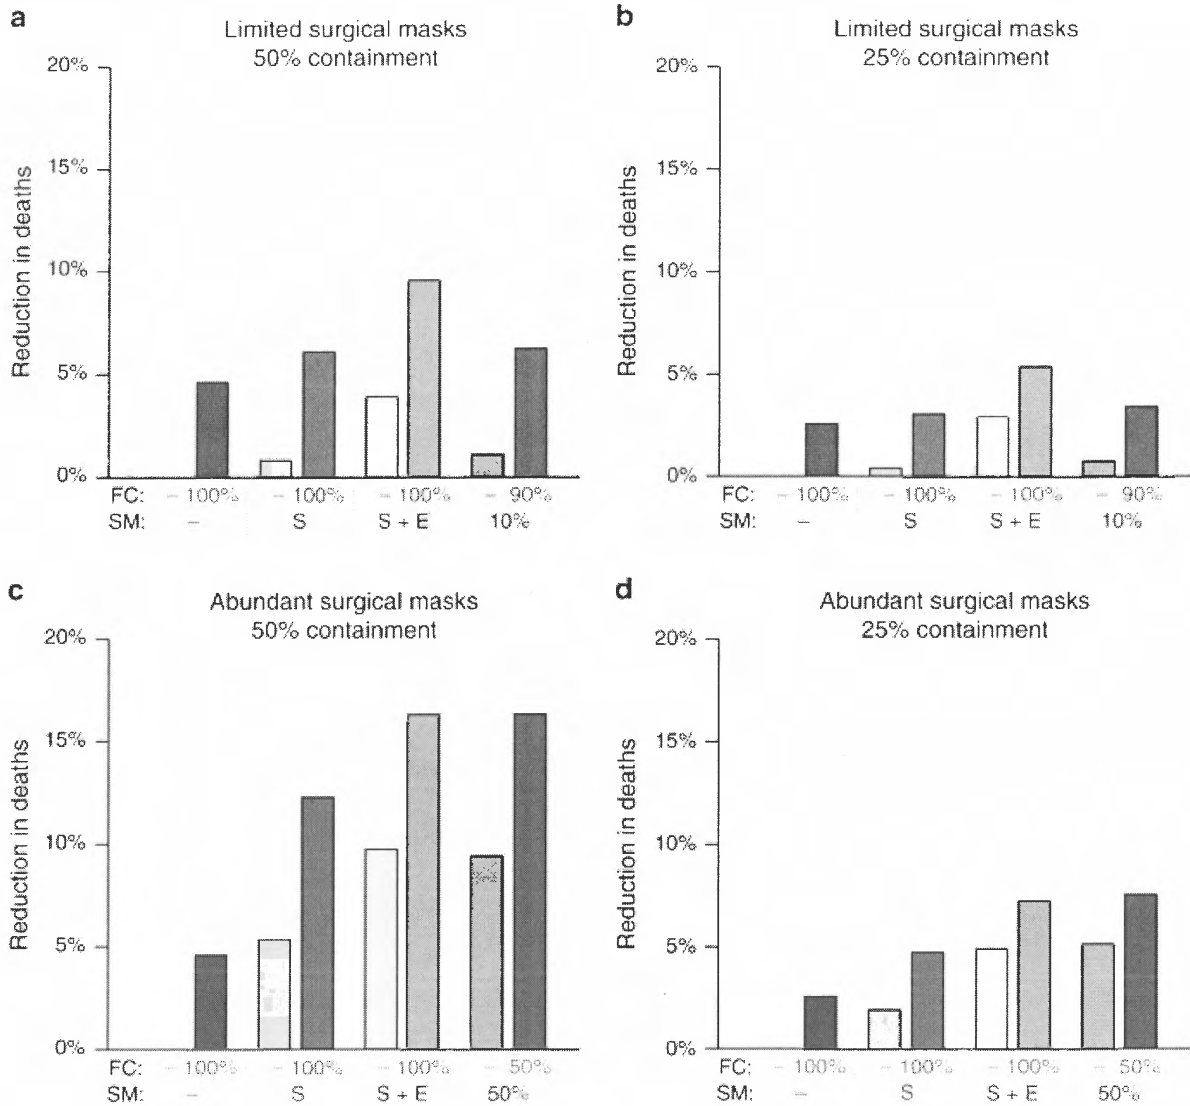 a
Limited surgical masks
50% containment
20%
15%
10%
5%
0%
Reduction in deaths
FC: – 100% – 100% – 100% – 90%
SM: – S S + E 10%
b
Limited surgical masks
25% containment
20%
15%
10%
5%
0%
Reduction in deaths
FC: – 100% – 100% – 100% – 90%
SM: – S S + E 10%
c
Abundant surgical masks
50% containment
20%
15%
10%
5%
0%
Reduction in deaths
FC: – 100% – 100% – 100% – 50%
SM: – S S + E 50%
d
Abundant surgical masks
25% containment
20%
15%
10%
5%
0%
Reduction in deaths
FC: – 100% – 100% – 100% – 50%
SM: – S S + E 50%